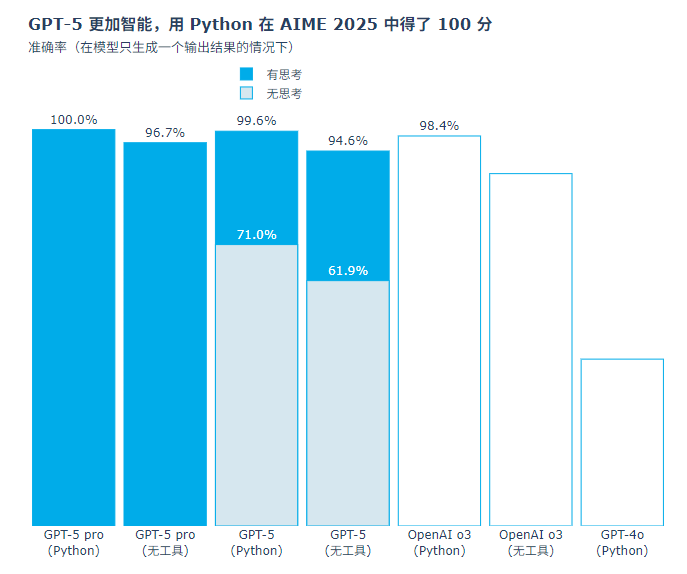 GPT-5 更加智能，用 Python 在 AIME 2025 中得了 100 分
准确率（在模型只生成一个输出结果的情况下）
有思考
无思考
100.0%
96.7%
99.6%
94.6%
98.4%
71.0%
61.9%
GPT-5 pro
(Python)
GPT-5 pro
(无工具)
GPT-5
(Python)
GPT-5
(无工具)
OpenAI o3
(Python)
OpenAI o3
(无工具)
GPT-4o
(Python)